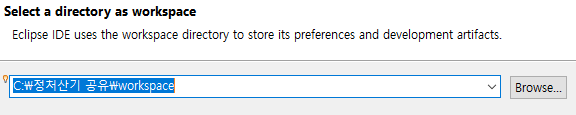 Select a directory as workspace
Eclipse IDE uses the workspace directory to store its preferences and development artifacts.
C:₩정처산기 공유₩workspace
Browse...